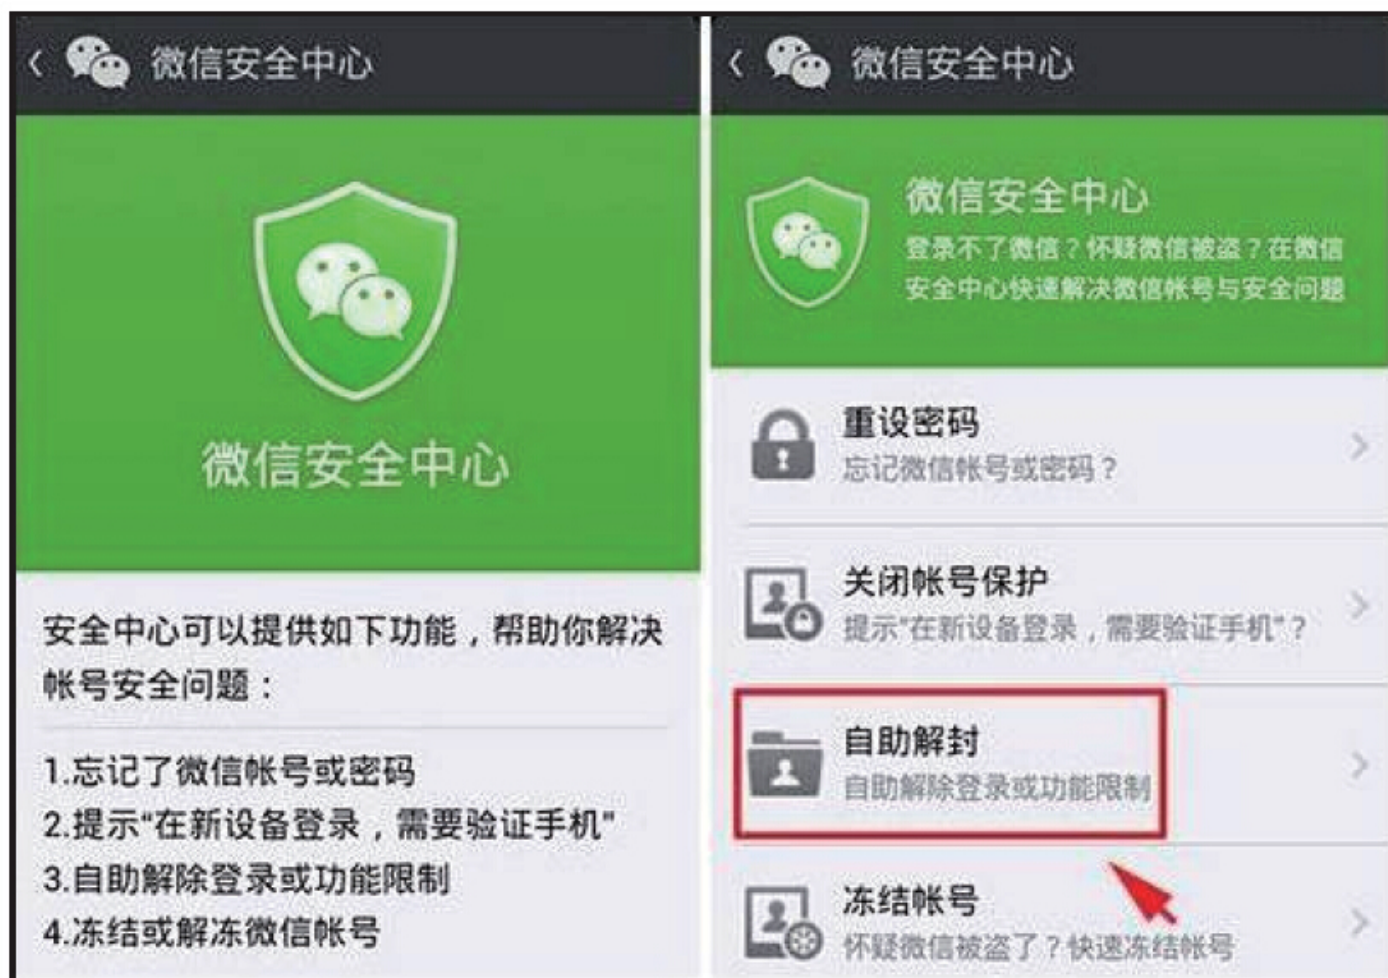 微信安全中心
微信安全中心
安全中心可以提供如下功能，帮助你解决
帐号安全问题：
1.忘记了微信帐号或密码
2.提示“在新设备登录，需要验证手机”
3.自助解除登录或功能限制
4.冻结或解冻微信帐号
微信安全中心
微信安全中心
登录不了微信？怀疑微信被盗？在微信
安全中心快速解决微信帐号与安全问题
重设密码
忘记微信帐号或密码？
关闭帐号保护
提示“在新设备登录，需要验证手机”？
自助解封
自助解除登录或功能限制
冻结帐号
怀疑微信被盗了？快速冻结帐号